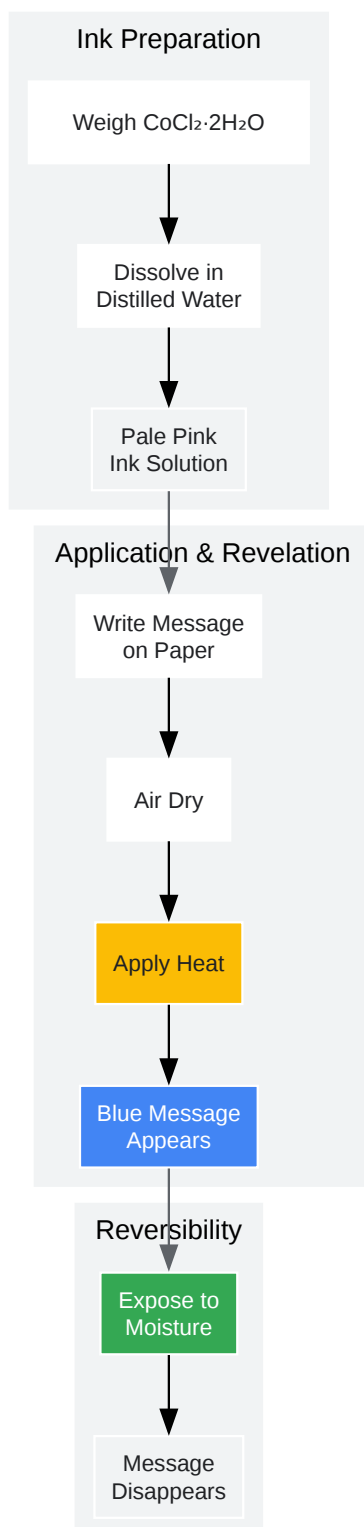 Ink Preparation
Weigh CoCl₂·2H₂O
Dissolve in
Distilled Water
Pale Pink
Ink Solution
Application & Revelation
Write Message
on Paper
Air Dry
Apply Heat
Blue Message
Appears
Reversibility
Expose to
Moisture
Message
Disappears